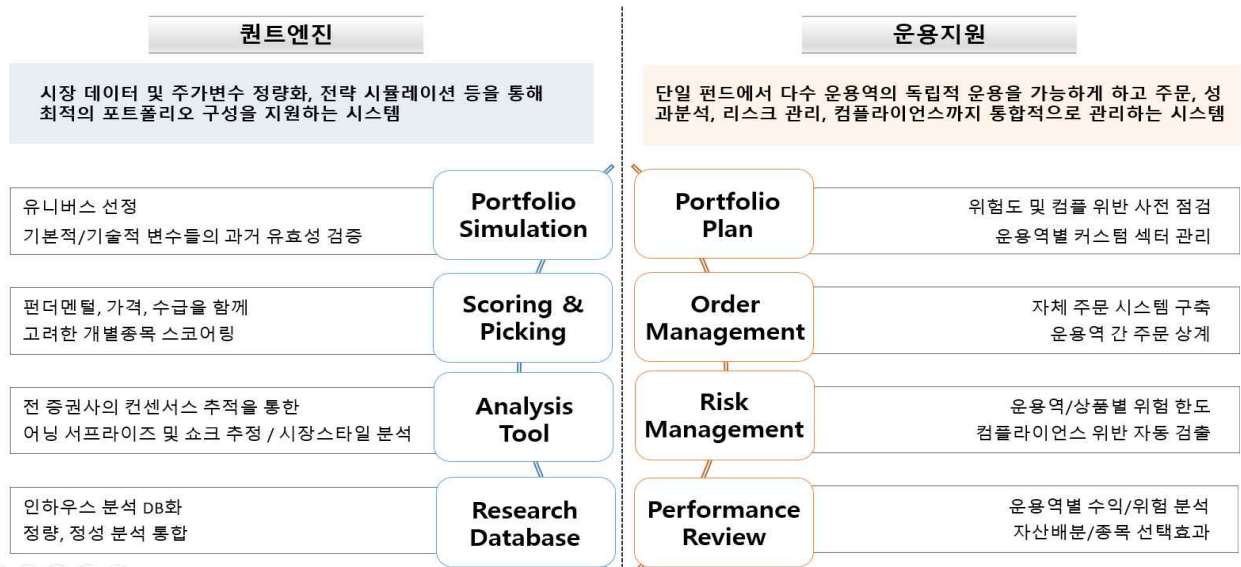 퀀트엔진
시장 데이터 및 주가변수 정량화, 전략 시뮬레이션 등을 통해
최적의 포트폴리오 구성을 지원하는 시스템
유니버스 선정
기본적/기술적 변수들의 과거 유효성 검증
Portfolio
Simulation
펀더멘털, 가격, 수급을 함께
고려한 개별종목 스코어링
Scoring &
Picking
전 증권사의 컨센서스 추적을 통한
어닝 서프라이즈 및 쇼크 추정 / 시장스타일 분석
Analysis
Tool
인하우스 분석 DB화
정량, 정성 분석 통합
Research
Database
운용지원
단일 펀드에서 다수 운용역의 독립적 운용을 가능하게 하고 주문, 성
과분석, 리스크 관리, 컴플라이언스까지 통합적으로 관리하는 시스템
Portfolio
Plan
위험도 및 컴플 위반 사전 점검
운용역별 커스텀 섹터 관리
Order
Management
자체 주문 시스템 구축
운용역 간 주문 상계
Risk
Management
운용역/상품별 위험 한도
컴플라이언스 위반 자동 검출
Performance
Review
운용역별 수익/위험 분석
자산배분/종목 선택효과